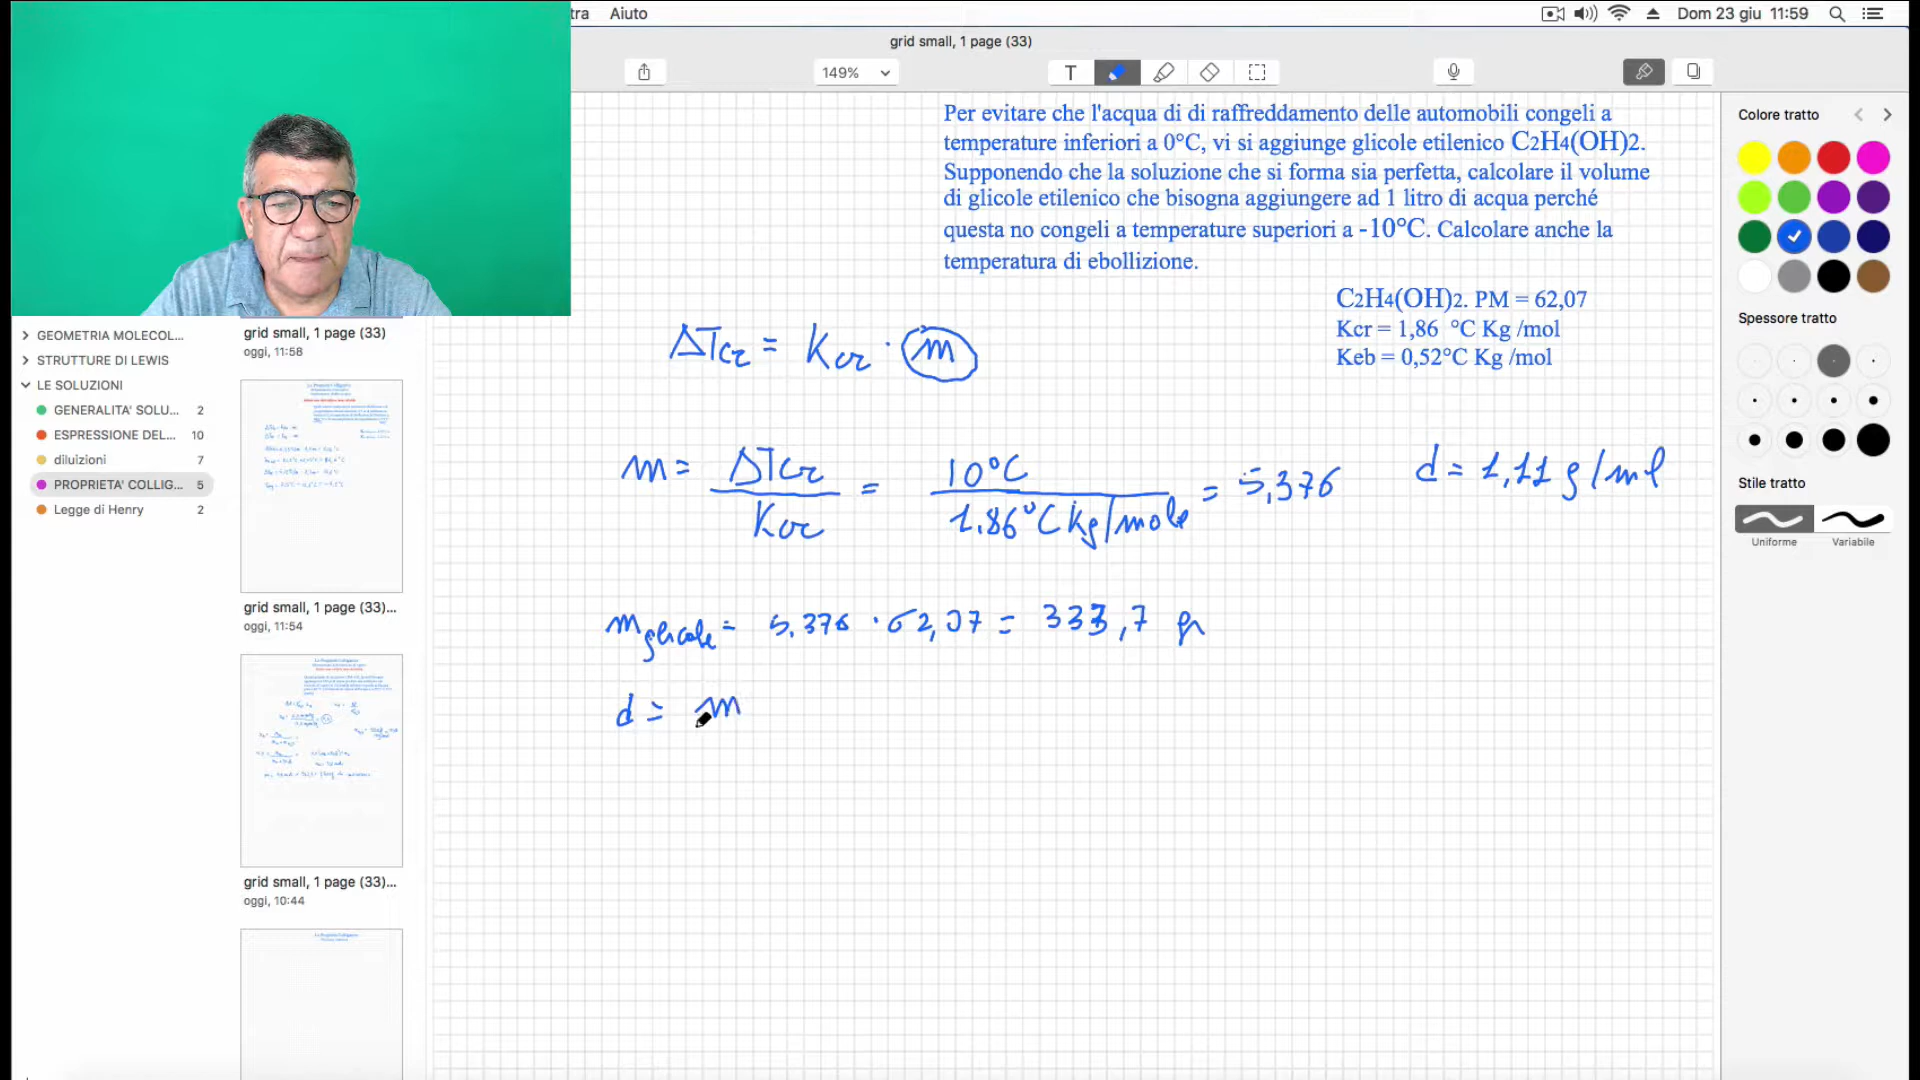 tra Aiuto
Dom 23 giu 11:59
grid small, 1 page (33)
149%
T
GEOMETRIA MOLECOL...
STRUTTURE DI LEWIS
LE SOLUZIONI
GENERALITA' SOLU... 2
ESPRESSIONE DEL... 10
diluizioni 7
PROPRIETA' COLLIG... 5
Legge di Henry 2
grid small, 1 page (33)
oggi, 11:58
grid small, 1 page (33)...
oggi, 11:54
grid small, 1 page (33)...
oggi, 10:44
Per evitare che l'acqua di di raffreddamento delle automobili congeli a
temperature inferiori a 0°C, vi si aggiunge glicole etilenico C2H4(OH)2.
Supponendo che la soluzione che si forma sia perfetta, calcolare il volume
di glicole etilenico che bisogna aggiungere ad 1 litro di acqua perché
questa no congeli a temperature superiori a -10°C. Calcolare anche la
temperatura di ebollizione.
C2H4(OH)2. PM = 62,07
Kcr = 1,86 °C Kg /mol
Keb = 0,52°C Kg /mol
ΔTcr = Kcr · m
m = ΔTcr / Kcr = 10°C / 1.86°C kg/mole = 5,376
d = 1,11 g/ml
m glicole = 5.376 · 62,07 = 333,7 gr
d = m
Colore tratto
Spessore tratto
Stile tratto
Uniforme Variabile